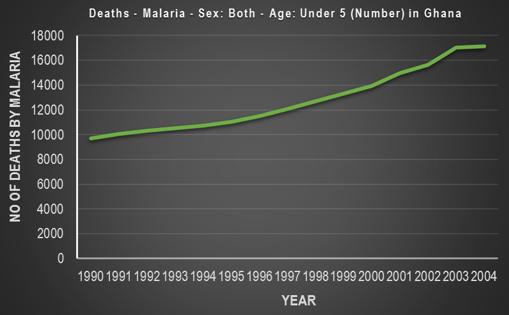 Deaths - Malaria - Sex: Both - Age: Under 5 (Number) in Ghana
NO OF DEATHS BY MALARIA
18000
16000
14000
12000
10000
8000
6000
4000
2000
0
1990 1991 1992 1993 1994 1995 1996 1997 1998 1999 2000 2001 2002 2003 2004
YEAR